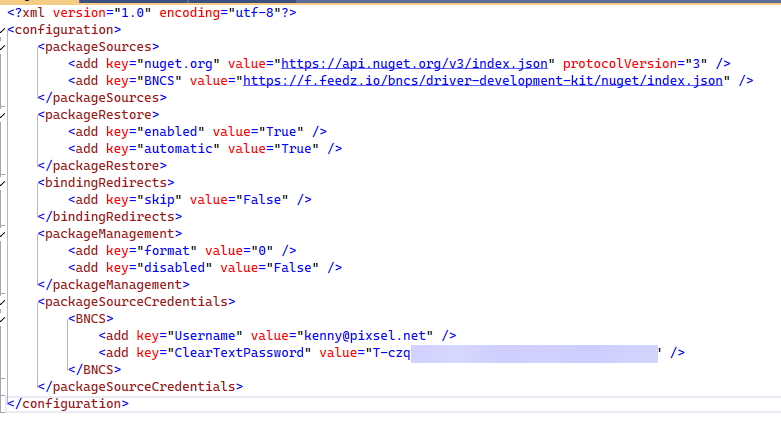 <?xml version="1.0" encoding="utf-8"?>
<configuration>
<packageSources>
<add key="nuget.org" value="https://api.nuget.org/v3/index.json" protocolVersion="3" />
<add key="BNCS" value="https://f.feedz.io/bncs/driver-development-kit/nuget/index.json" />
</packageSources>
<packageRestore>
<add key="enabled" value="True" />
<add key="automatic" value="True" />
</packageRestore>
<bindingRedirects>
<add key="skip" value="False" />
</bindingRedirects>
<packageManagement>
<add key="format" value="0" />
<add key="disabled" value="False" />
</packageManagement>
<packageSourceCredentials>
<BNCS>
<add key="Username" value="kenny@pixsel.net" />
<add key="ClearTextPassword" value="T-czq " />
</BNCS>
</packageSourceCredentials>
</configuration>